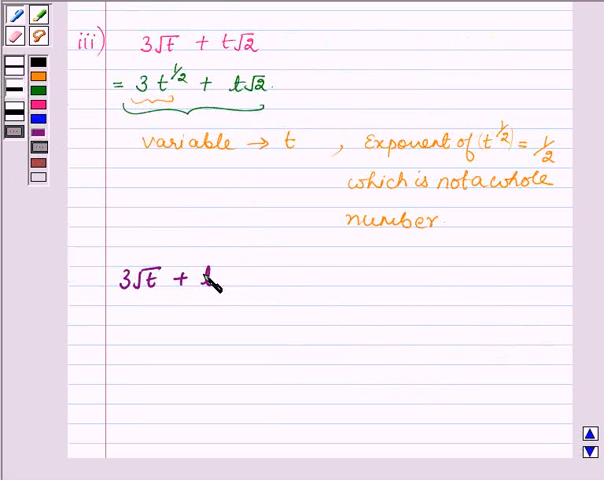 iii) 3√t + t√2
= 3 t^1/2 + t√2.
variable → t , Exponent of (t^1/2) = 1/2
which is not a whole
number.
3√t + t